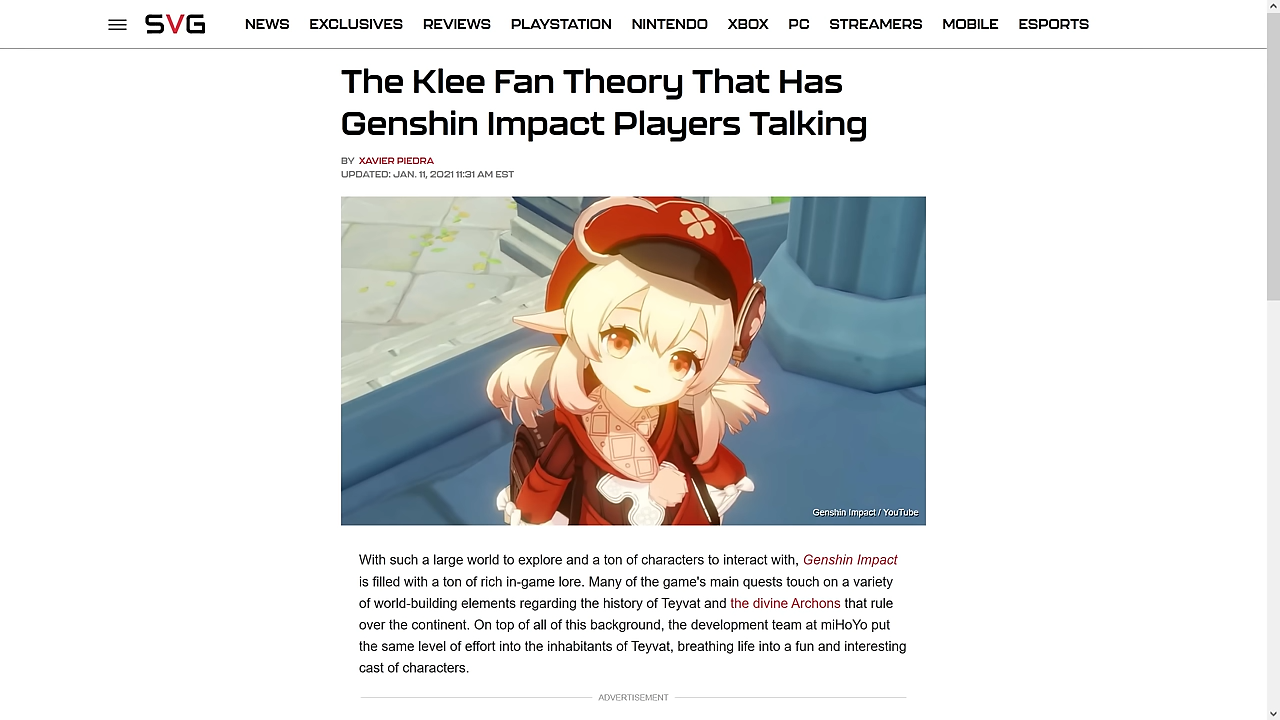 SVG NEWS EXCLUSIVES REVIEWS PLAYSTATION NINTENDO XBOX PC STREAMERS MOBILE ESPORTS
The Klee Fan Theory That Has
Genshin Impact Players Talking
BY XAVIER PIEDRA
UPDATED: JAN. 11, 2021 11:31 AM EST
Genshin Impact / YouTube
With such a large world to explore and a ton of characters to interact with, Genshin Impact
is filled with a ton of rich in-game lore. Many of the game's main quests touch on a variety
of world-building elements regarding the history of Teyvat and the divine Archons that rule
over the continent. On top of all of this background, the development team at miHoYo put
the same level of effort into the inhabitants of Teyvat, breathing life into a fun and interesting
cast of characters.
ADVERTISEMENT